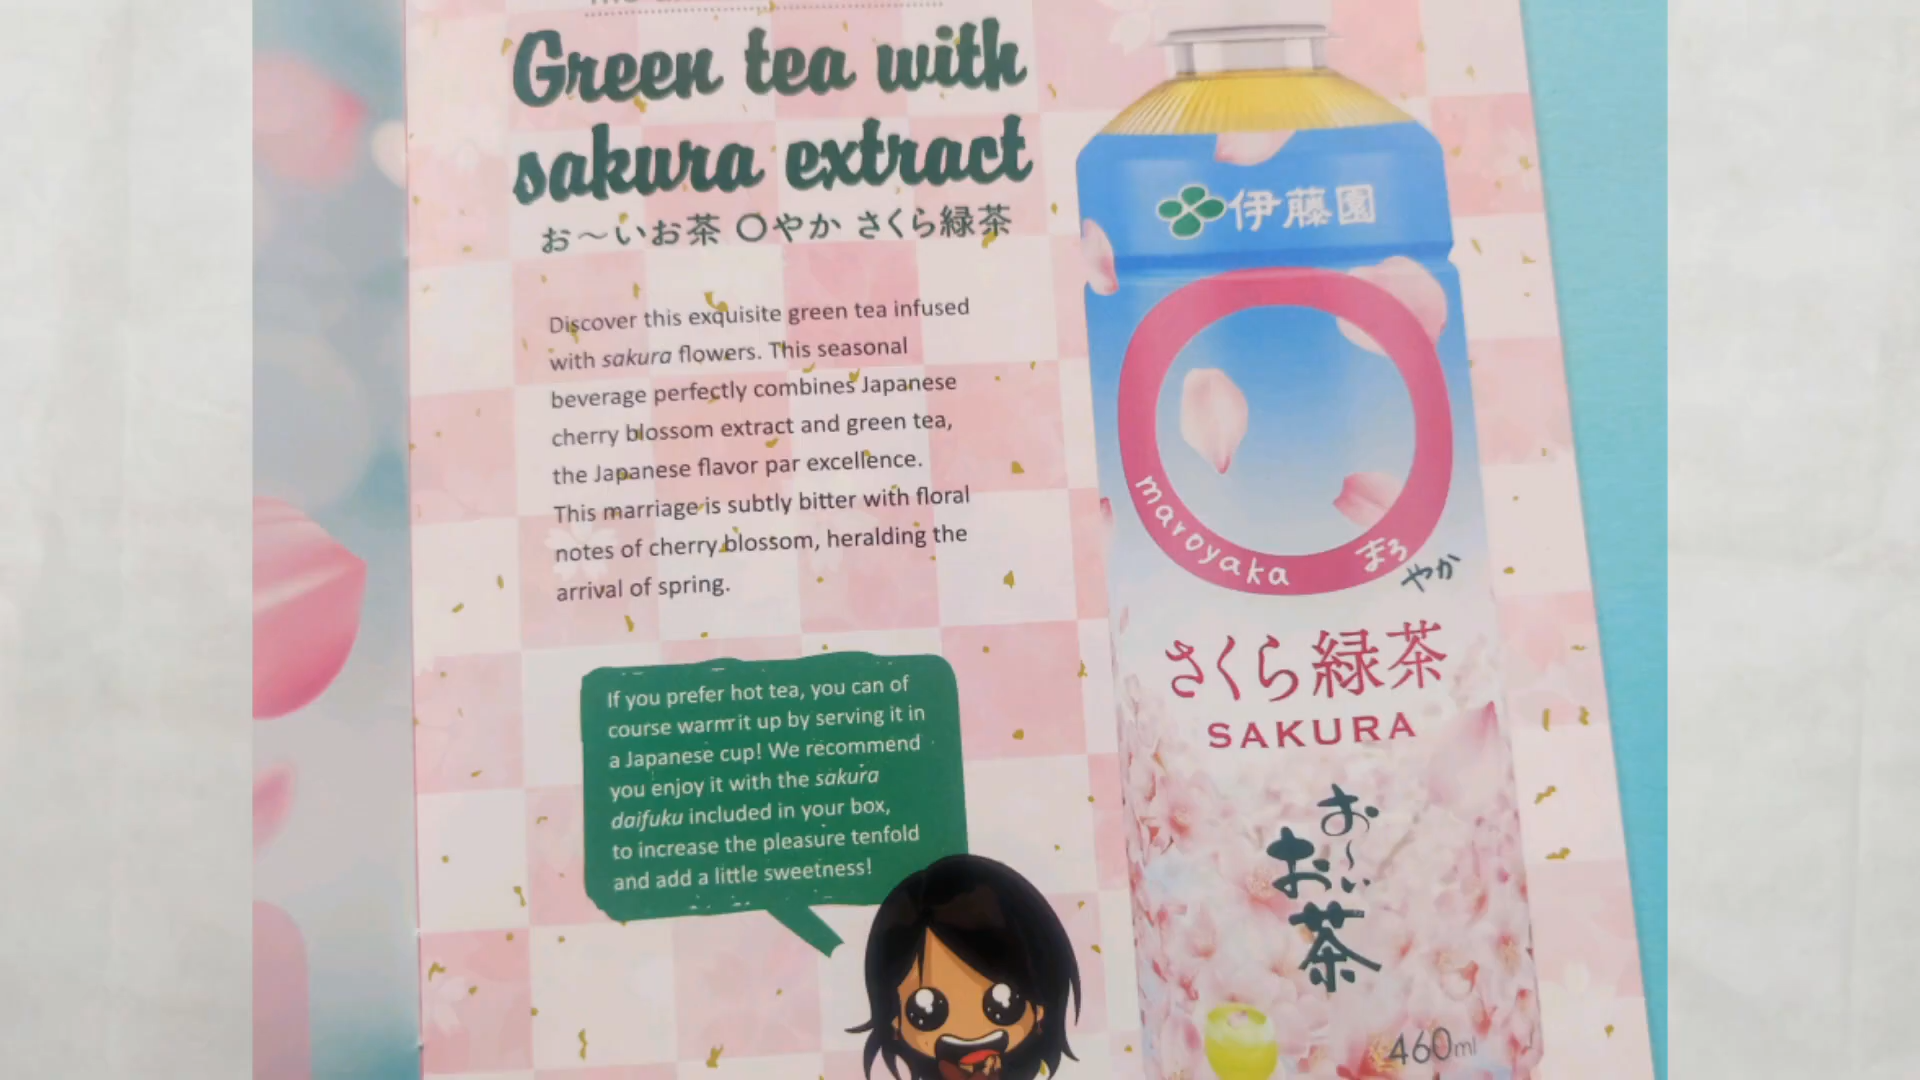 Green tea with
sakura extract
お～いお茶 〇やか さくら緑茶
Discover this exquisite green tea infused
with sakura flowers. This seasonal
beverage perfectly combines Japanese
cherry blossom extract and green tea,
the Japanese flavor par excellence.
This marriage is subtly bitter with floral
notes of cherry blossom, heralding the
arrival of spring.
If you prefer hot tea, you can of
course warm it up by serving it in
a Japanese cup! We recommend
you enjoy it with the sakura
daifuku included in your box,
to increase the pleasure tenfold
and add a little sweetness!
伊藤園
maroyaka まろ
やか
さくら緑茶
SAKURA
お～い
お茶
460ml